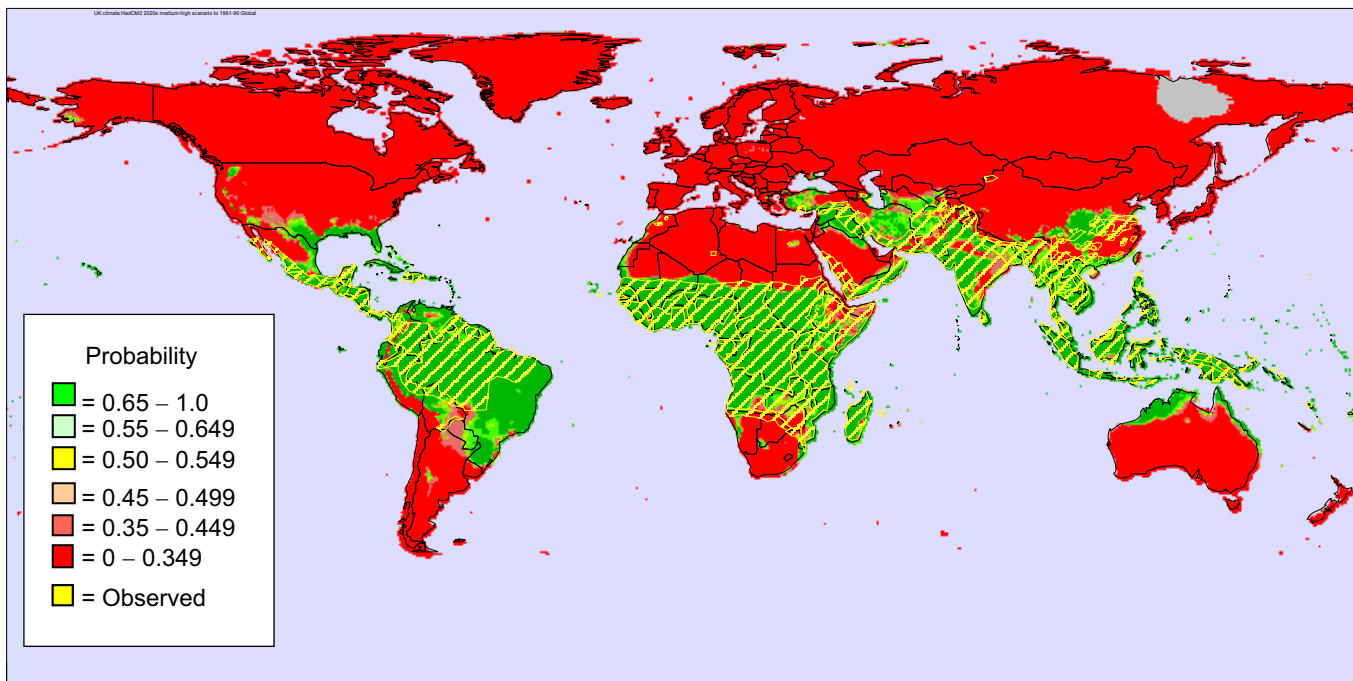 UK climate HadCM2 2020s medium-high scenario to 1961-90 Global
Probability
= 0.65 – 1.0
= 0.55 – 0.649
= 0.50 – 0.549
= 0.45 – 0.499
= 0.35 – 0.449
= 0 – 0.349
= Observed